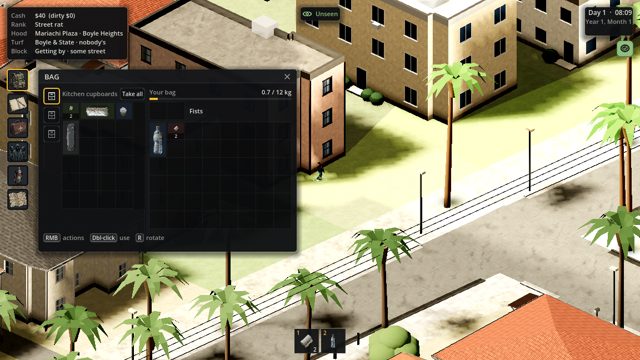 Cash $40 (dirty $0)
Rank Street rat
Hood Mariachi Plaza · Boyle Heights
Turf Boyle & State · nobody's
Block Getting by · some street
Unseen
Day 1 · 08:09
Year 1, Month 1
BAG
Kitchen cupboards Take all
Your bag 0.7 / 12 kg
Fists
2
2
RMB actions Dbl-click use R rotate
1 2
2